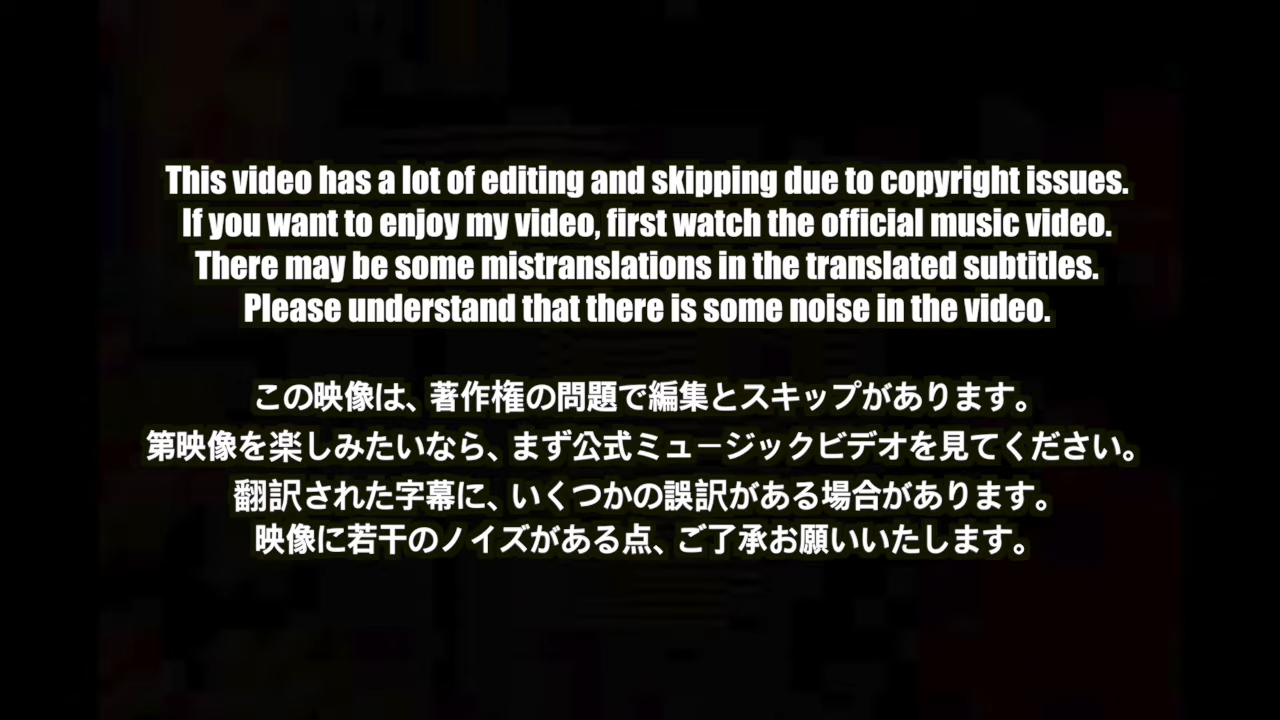 This video has a lot of editing and skipping due to copyright issues.
If you want to enjoy my video, first watch the official music video.
There may be some mistranslations in the translated subtitles.
Please understand that there is some noise in the video.
この映像は、著作権の問題で編集とスキップがあります。
第映像を楽しみたいなら、まず公式ミュージックビデオを見てください。
翻訳された字幕に、いくつかの誤訳がある場合があります。
映像に若干のノイズがある点、ご了承お願いいたします。